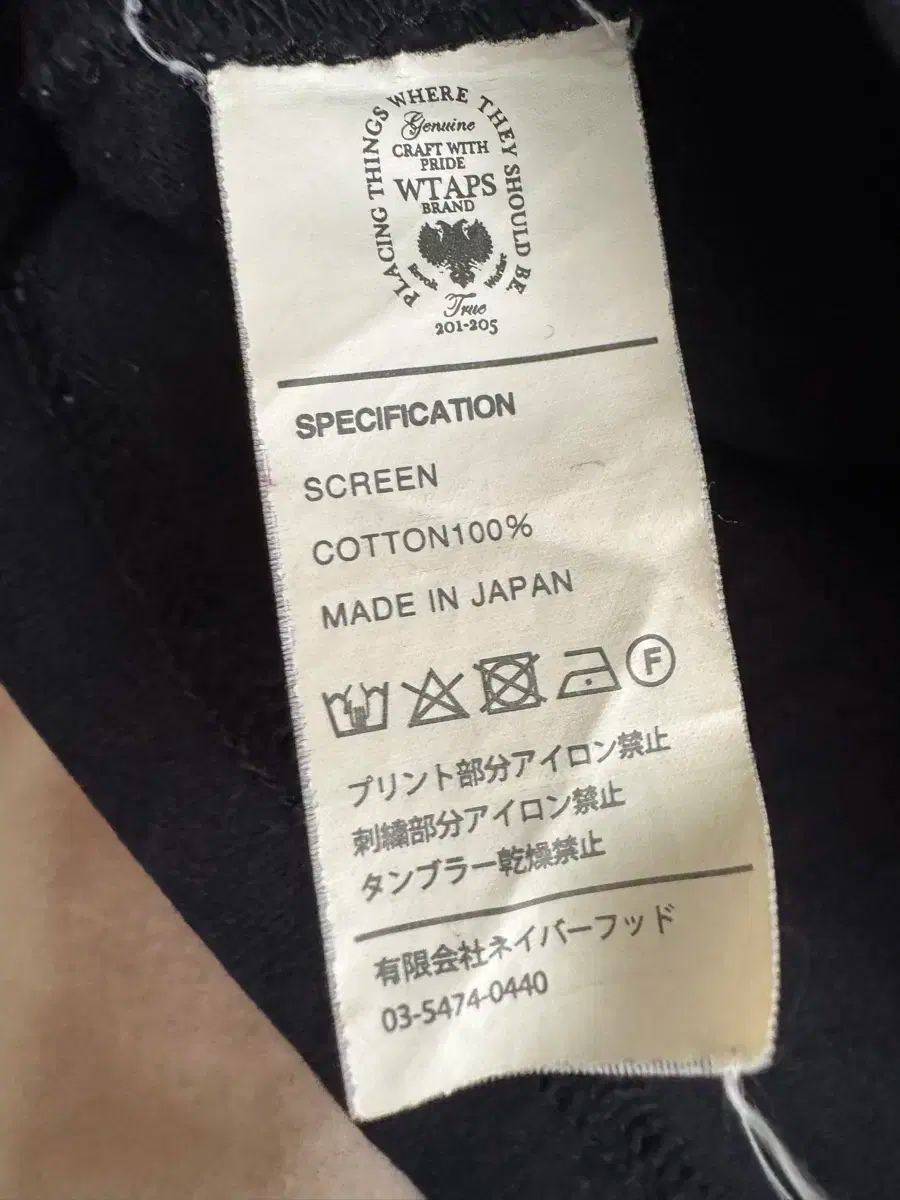 PLACING THINGS WHERE THEY SHOULD BE
Genuine
CRAFT WITH
PRIDE
WTAPS
BRAND
True
201-205
SPECIFICATION
SCREEN
COTTON100%
MADE IN JAPAN
F
プリント部分アイロン禁止
刺繍部分アイロン禁止
タンブラー乾燥禁止
有限会社ネイバーフッド
03-5474-0440